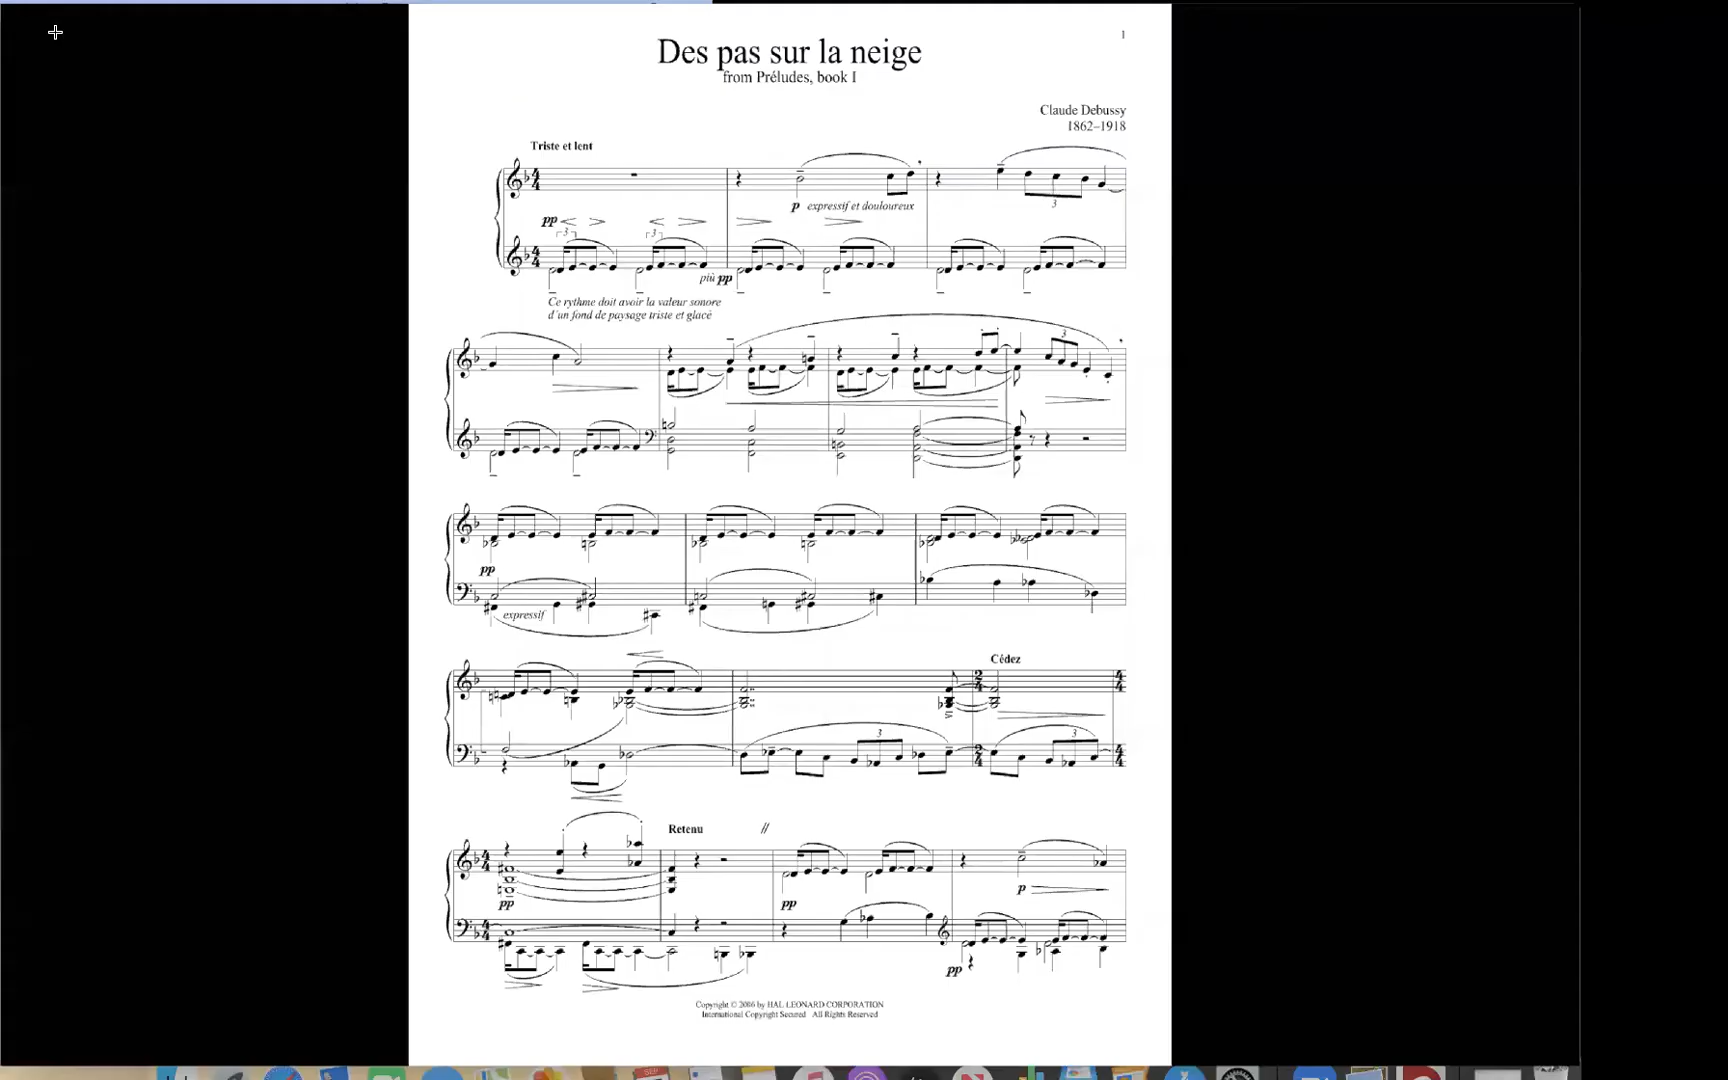 1
Des pas sur la neige
from Préludes, book I
Claude Debussy
1862–1918
Triste et lent
p expressif et douloureux
3
pp
3 3
più pp
Ce rythme doit avoir la valeur sonore
d'un fond de paysage triste et glacé
3
pp
expressif
Cédez
3 3
Retenu //
pp pp p
pp
Copyright © 2006 by HAL LEONARD CORPORATION
International Copyright Secured All Rights Reserved
SEP